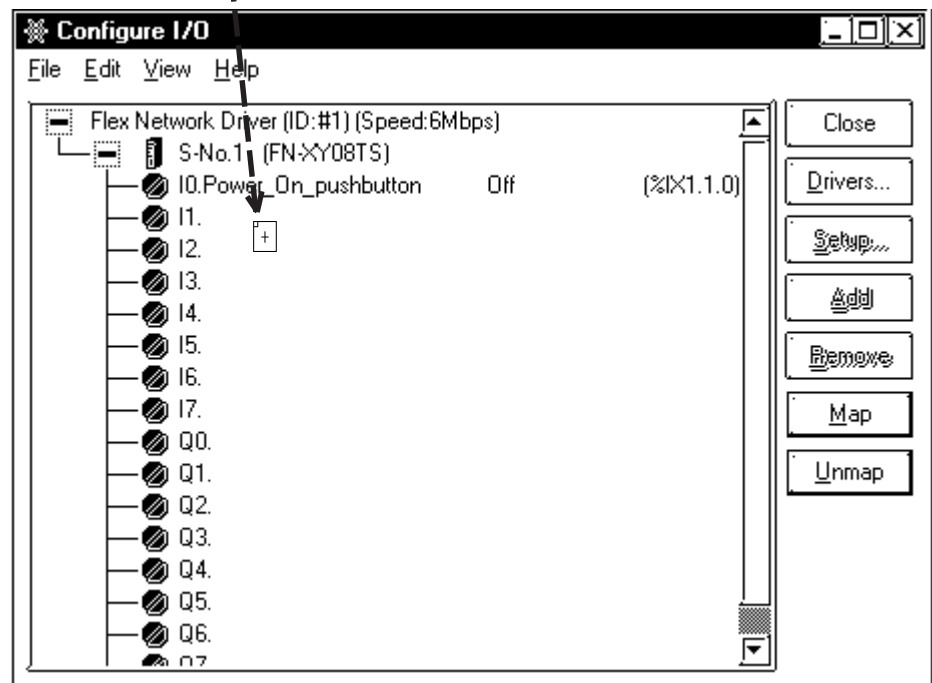 Configure I/O
File Edit View Help
Flex Network Driver (ID:#1) (Speed:6Mbps)
S-No.1 (FN-XY08TS)
I0.Power_On_pushbutton Off (%IX1.1.0)
I1.
I2.
I3.
I4.
I5.
I6.
I7.
Q0.
Q1.
Q2.
Q3.
Q4.
Q5.
Q6.
Q7
Close
Drivers...
Setup...
Add
Remove
Map
Unmap